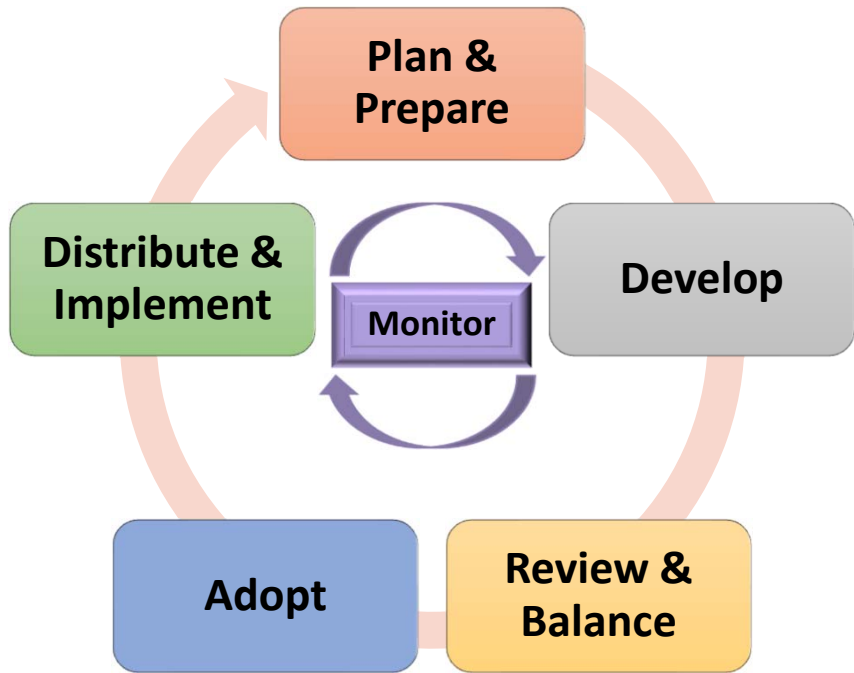 Plan &
Prepare
Distribute &
Implement
Monitor
Develop
Adopt
Review &
Balance